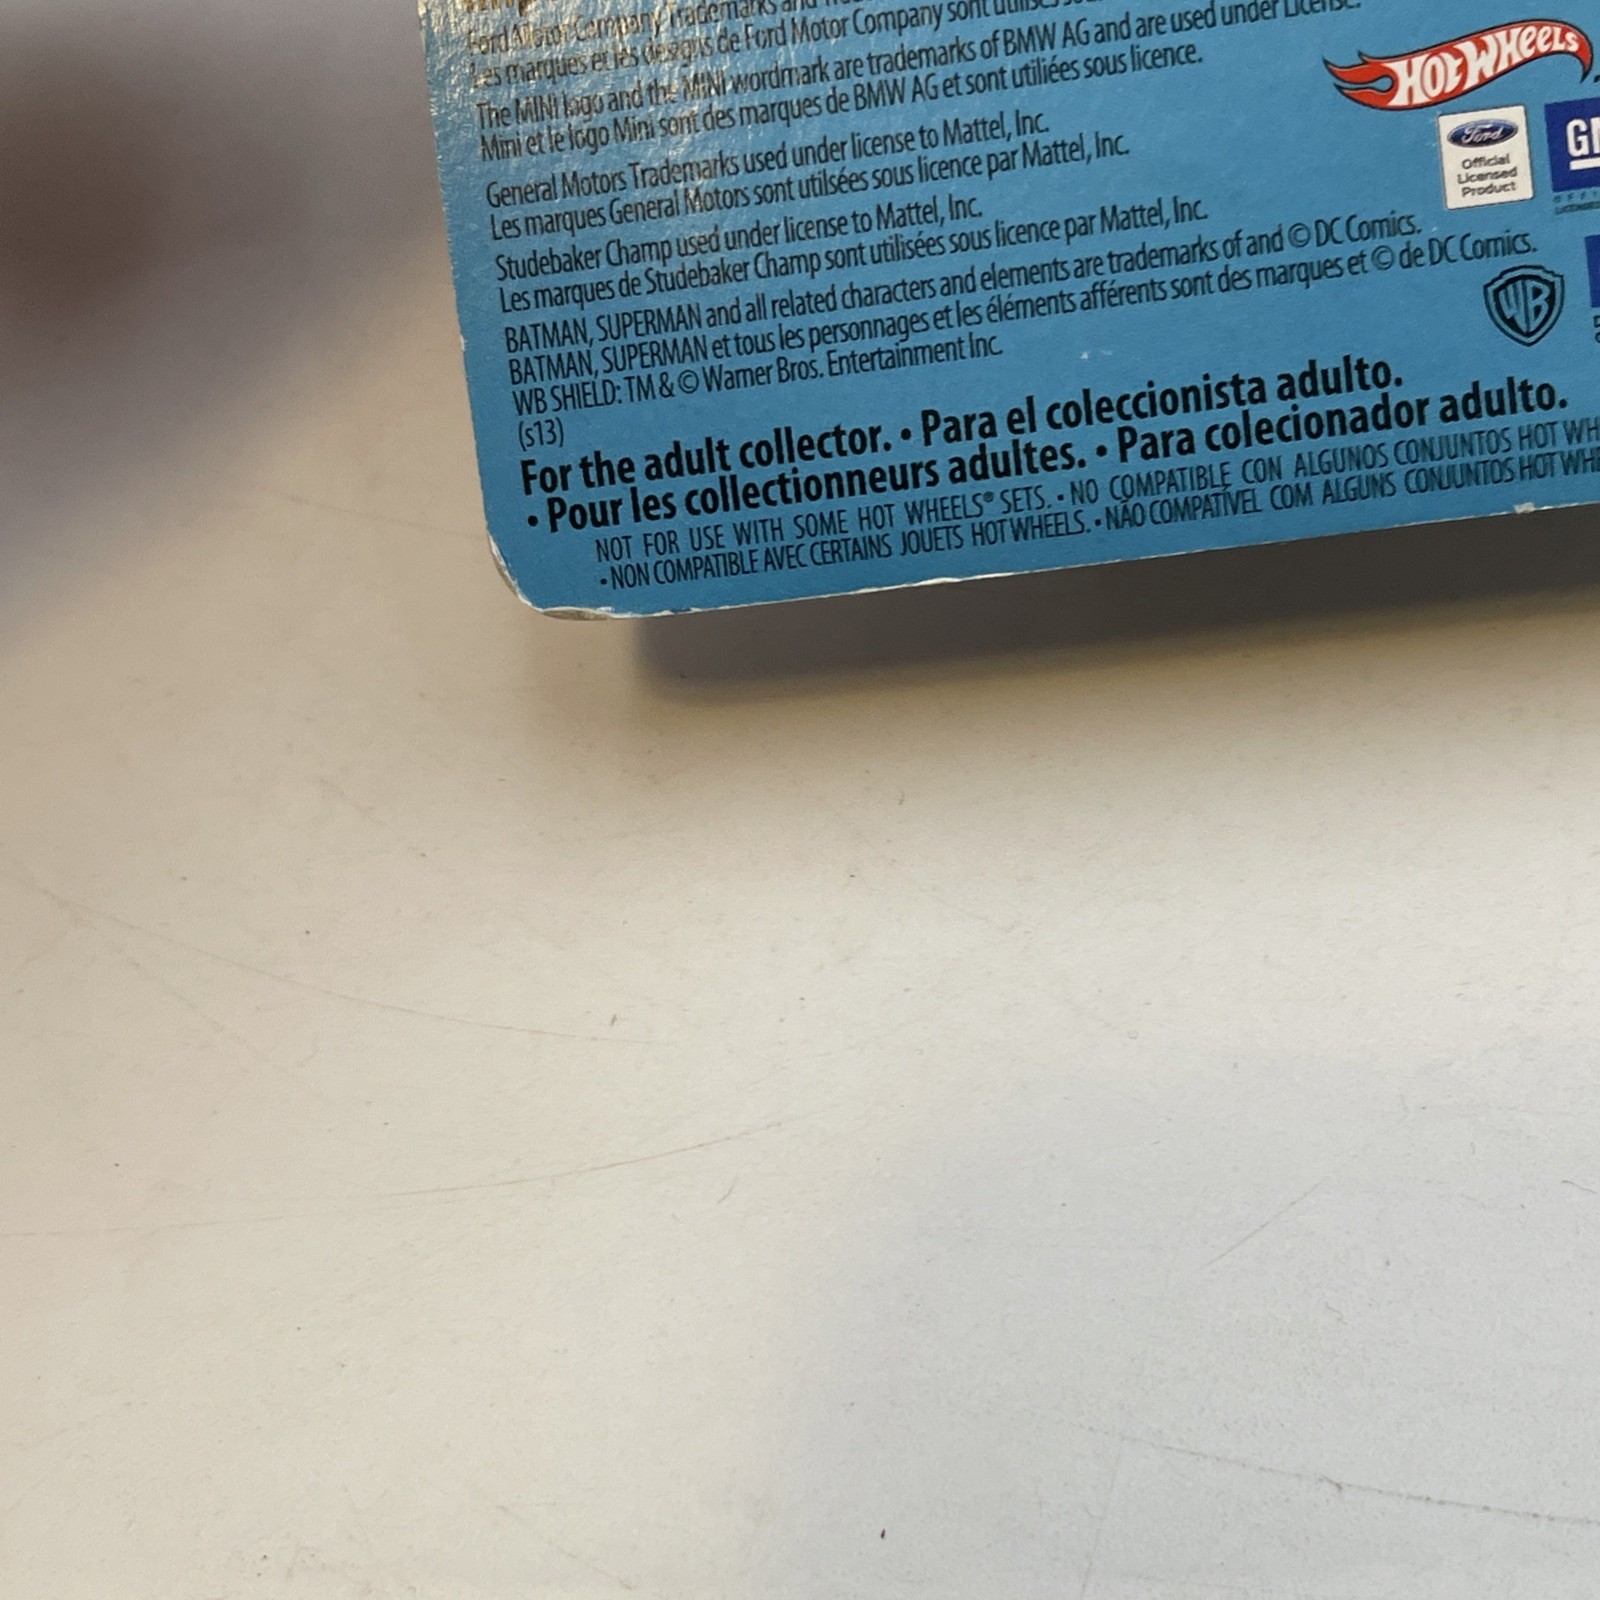 Ford Motor Company Trademarks and
Les marques et les designs de Ford Motor Company sont utilisés
The MINI logo and the MINI wordmark are trademarks of BMW AG and are used under License.
Mini et le logo Mini sont des marques de BMW AG et sont utiliées sous licence.
General Motors Trademarks used under license to Mattel, Inc.
Les marques General Motors sont utilsées sous licence par Mattel, Inc.
Studebaker Champ used under license to Mattel, Inc.
Les marques de Studebaker Champ sont utilisées sous licence par Mattel, Inc.
BATMAN, SUPERMAN and all related characters and elements are trademarks of and © DC Comics.
BATMAN, SUPERMAN et tous les personnages et les éléments afférents sont des marques et © de DC Comics.
WB SHIELD: TM & © Warner Bros. Entertainment Inc.
(s13)
For the adult collector. • Para el coleccionista adulto.
• Pour les collectionneurs adultes. • Para colecionador adulto.
NOT FOR USE WITH SOME HOT WHEELS® SETS. • NO COMPATIBLE CON ALGUNOS CONJUNTOS HOT WH
• NON COMPATIBLE AVEC CERTAINS JOUETS HOT WHEELS. • NÃO COMPATÍVEL COM ALGUNS CONJUNTOS HOT WHE
HOT WHEELS
Ford
Official
Licensed
Product
GM
WB